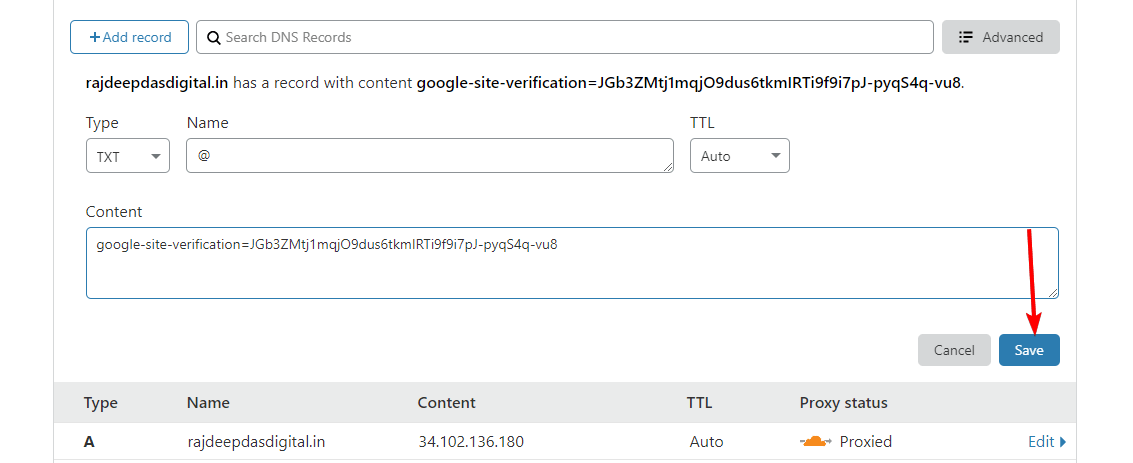 +Add record
Search DNS Records
Advanced
rajdeepdasdigital.in has a record with content google-site-verification=JGb3ZMtj1mqjO9dus6tkmIRTi9f9i7pJ-pyqS4q-vu8.
Type Name TTL
TXT @ Auto
Content
google-site-verification=JGb3ZMtj1mqjO9dus6tkmIRTi9f9i7pJ-pyqS4q-vu8
Cancel Save
Type Name Content TTL Proxy status
A rajdeepdasdigital.in 34.102.136.180 Auto Proxied Edit